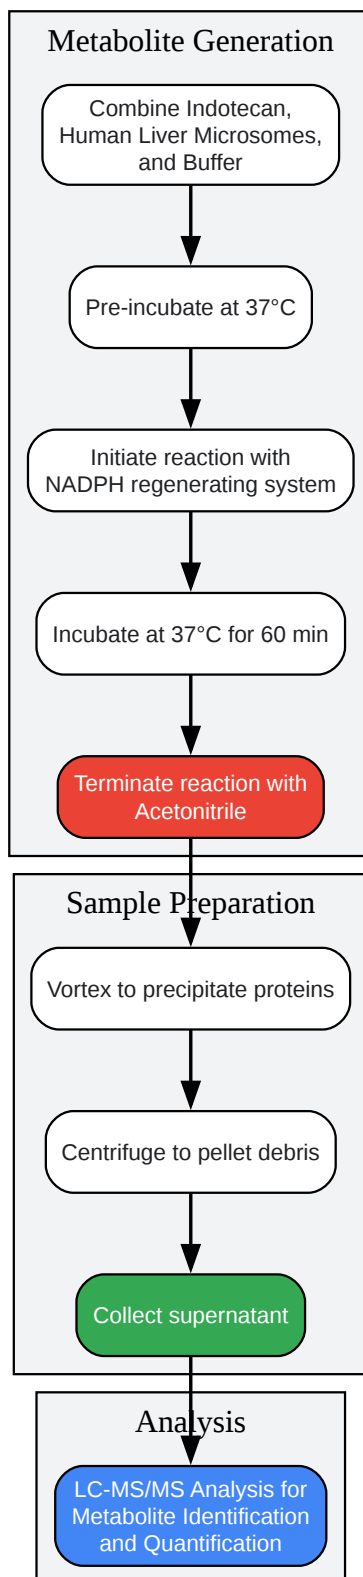 Metabolite Generation
Combine Indotecan,
Human Liver Microsomes,
and Buffer
Pre-incubate at 37°C
Initiate reaction with
NADPH regenerating system
Incubate at 37°C for 60 min
Terminate reaction with
Acetonitrile
Sample Preparation
Vortex to precipitate proteins
Centrifuge to pellet debris
Collect supernatant
Analysis
LC-MS/MS Analysis for
Metabolite Identification
and Quantification